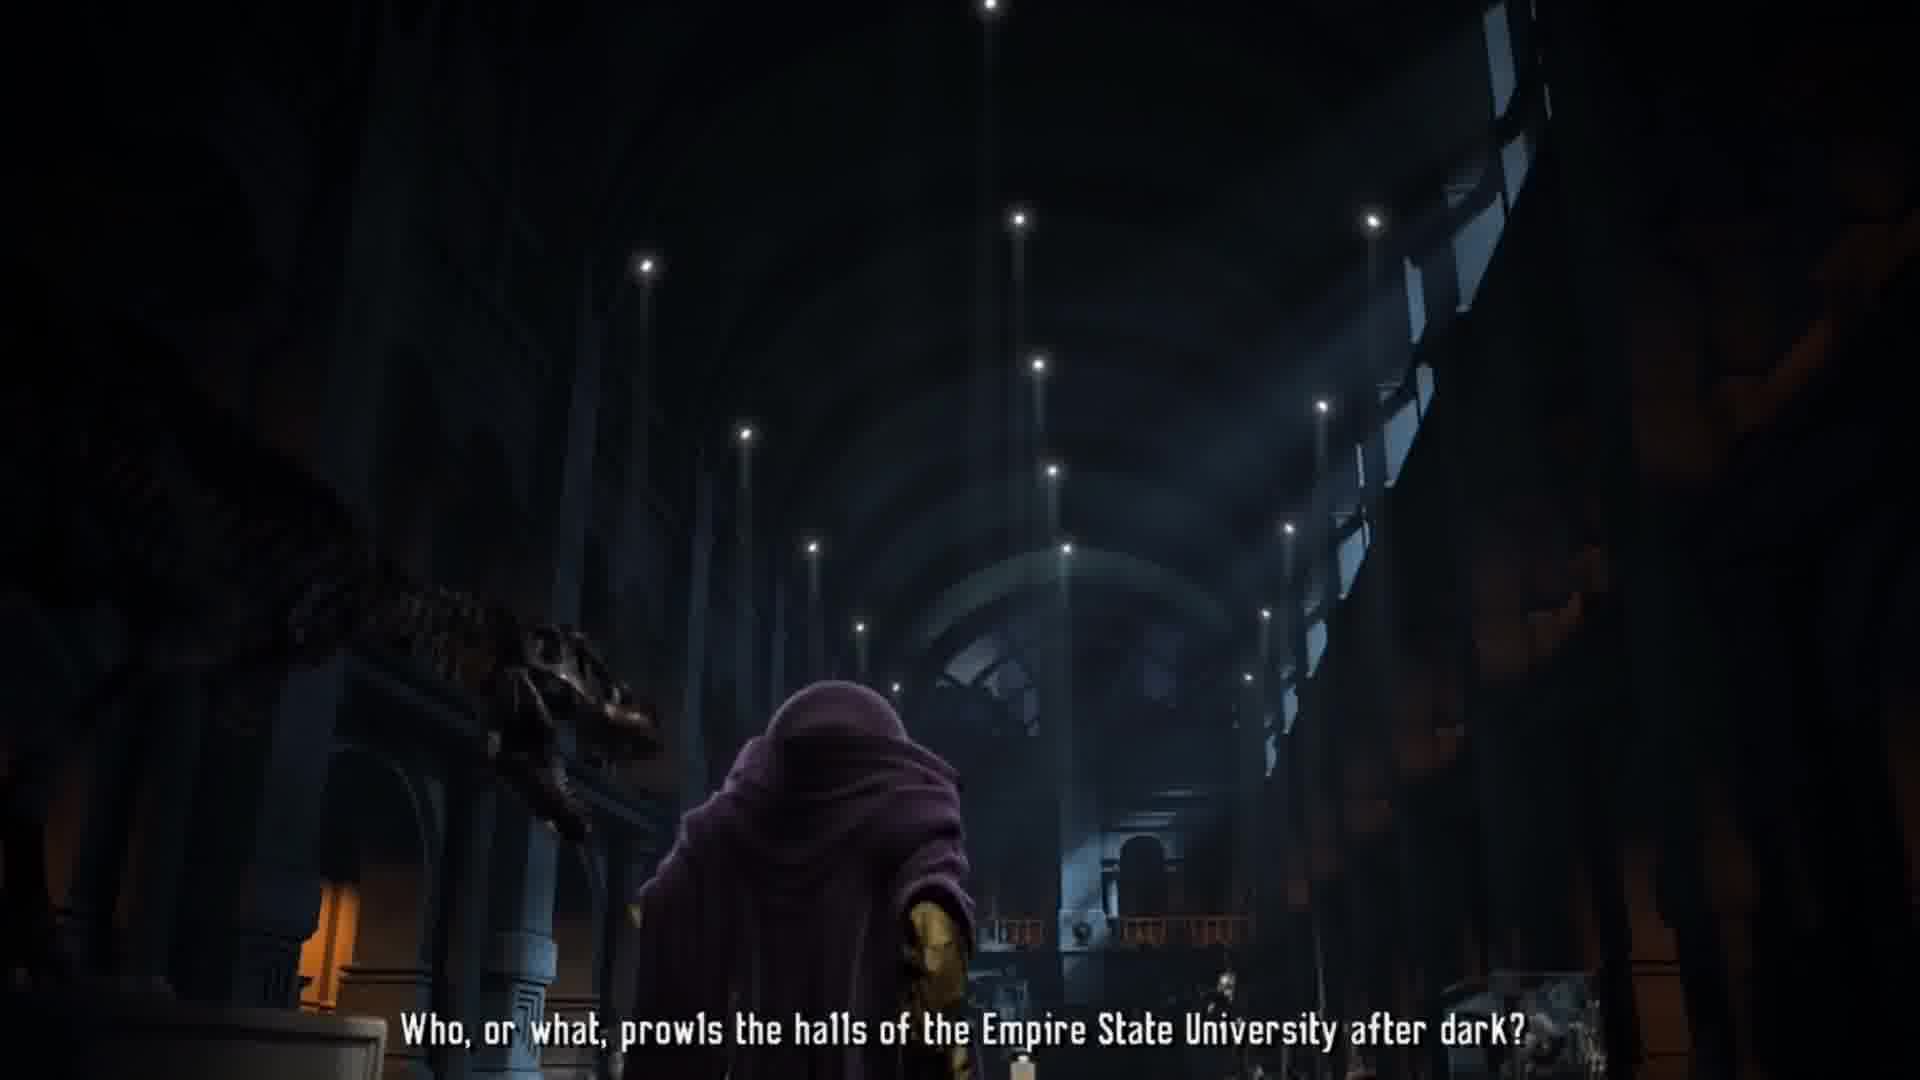 Who, or what, prowls the halls of the Empire State University after dark?